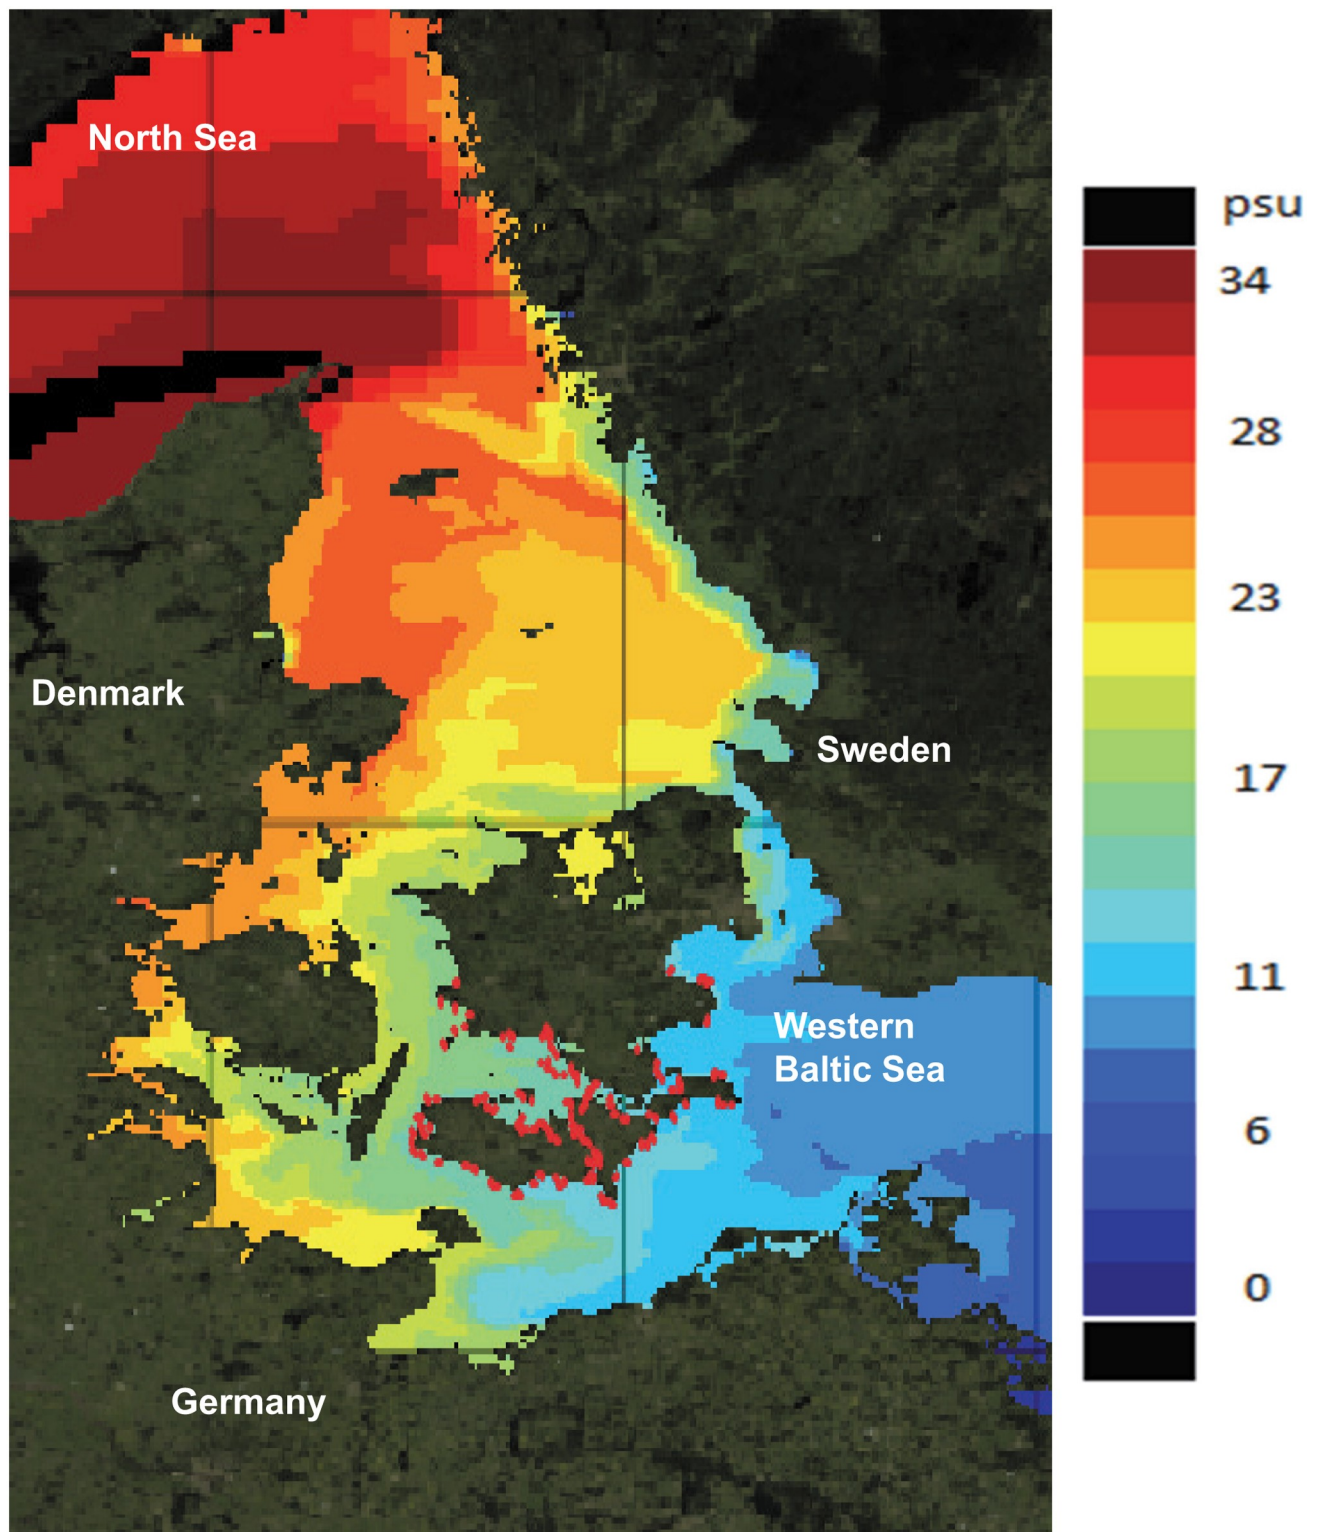 North Sea
Denmark
Sweden
Western
Baltic Sea
Germany
psu
34
28
23
17
11
6
0